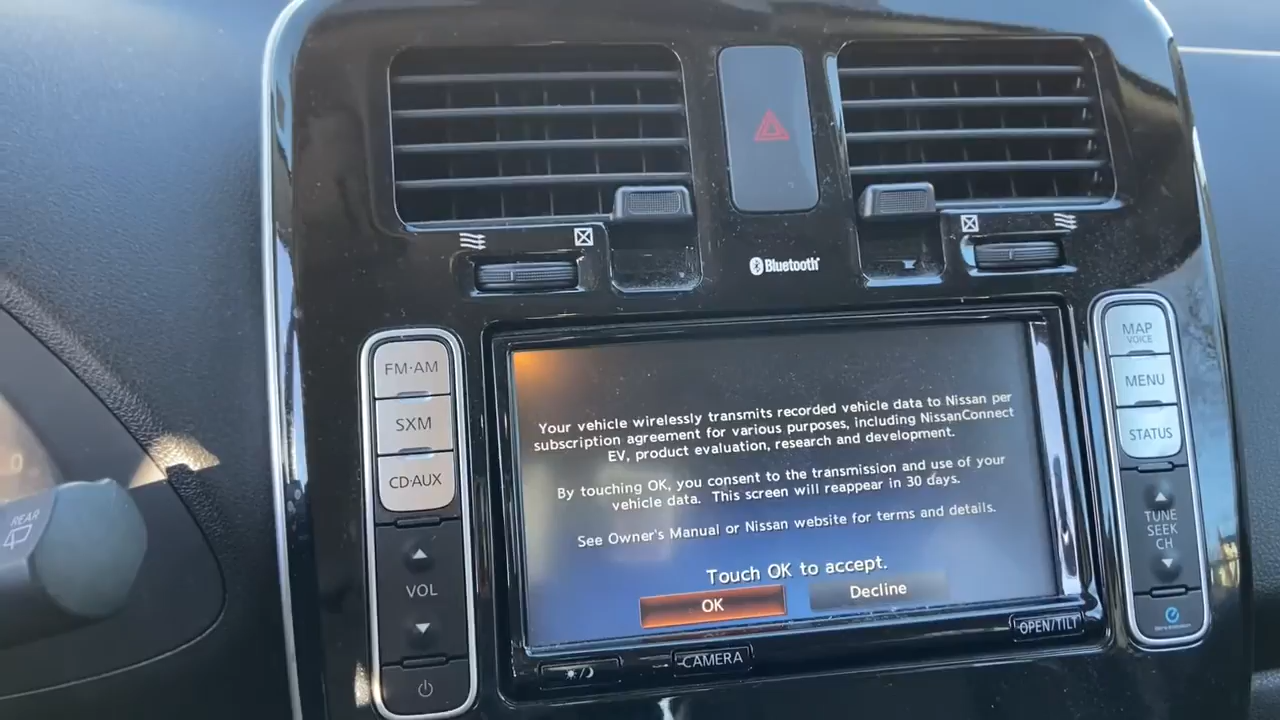 Bluetooth
FM·AM
SXM
CD·AUX
VOL
Your vehicle wirelessly transmits recorded vehicle data to Nissan per
subscription agreement for various purposes, including NissanConnect
EV, product evaluation, research and development.
By touching OK, you consent to the transmission and use of your
vehicle data. This screen will reappear in 30 days.
See Owner's Manual or Nissan website for terms and details.
Touch OK to accept.
OK
Decline
MAP
VOICE
MENU
STATUS
TUNE
SEEK
CH
OPEN/TILT
CAMERA
REAR
0